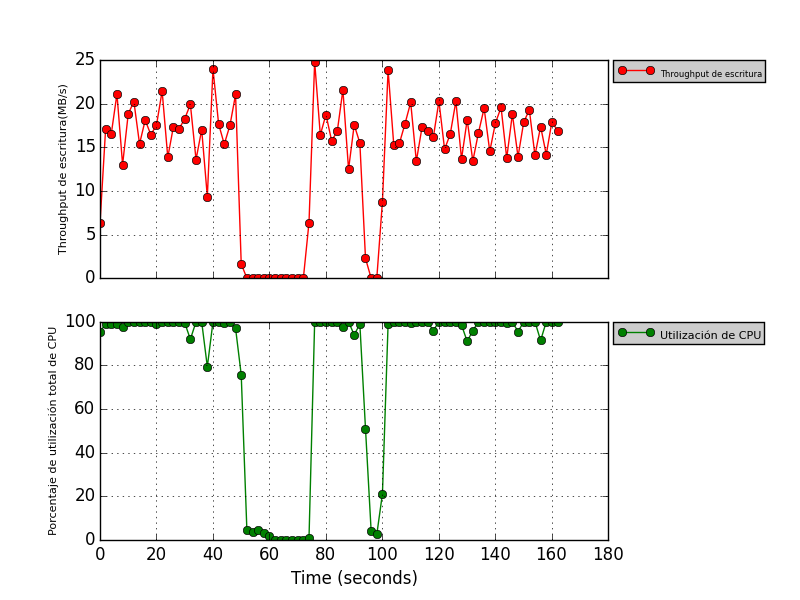 25
20
15
10
5
0
Throughput de escritura(MB/s)
Throughput de escritura
100
80
60
40
20
0
Porcentaje de utilización total de CPU
Utilización de CPU
0 20 40 60 80 100 120 140 160 180
Time (seconds)